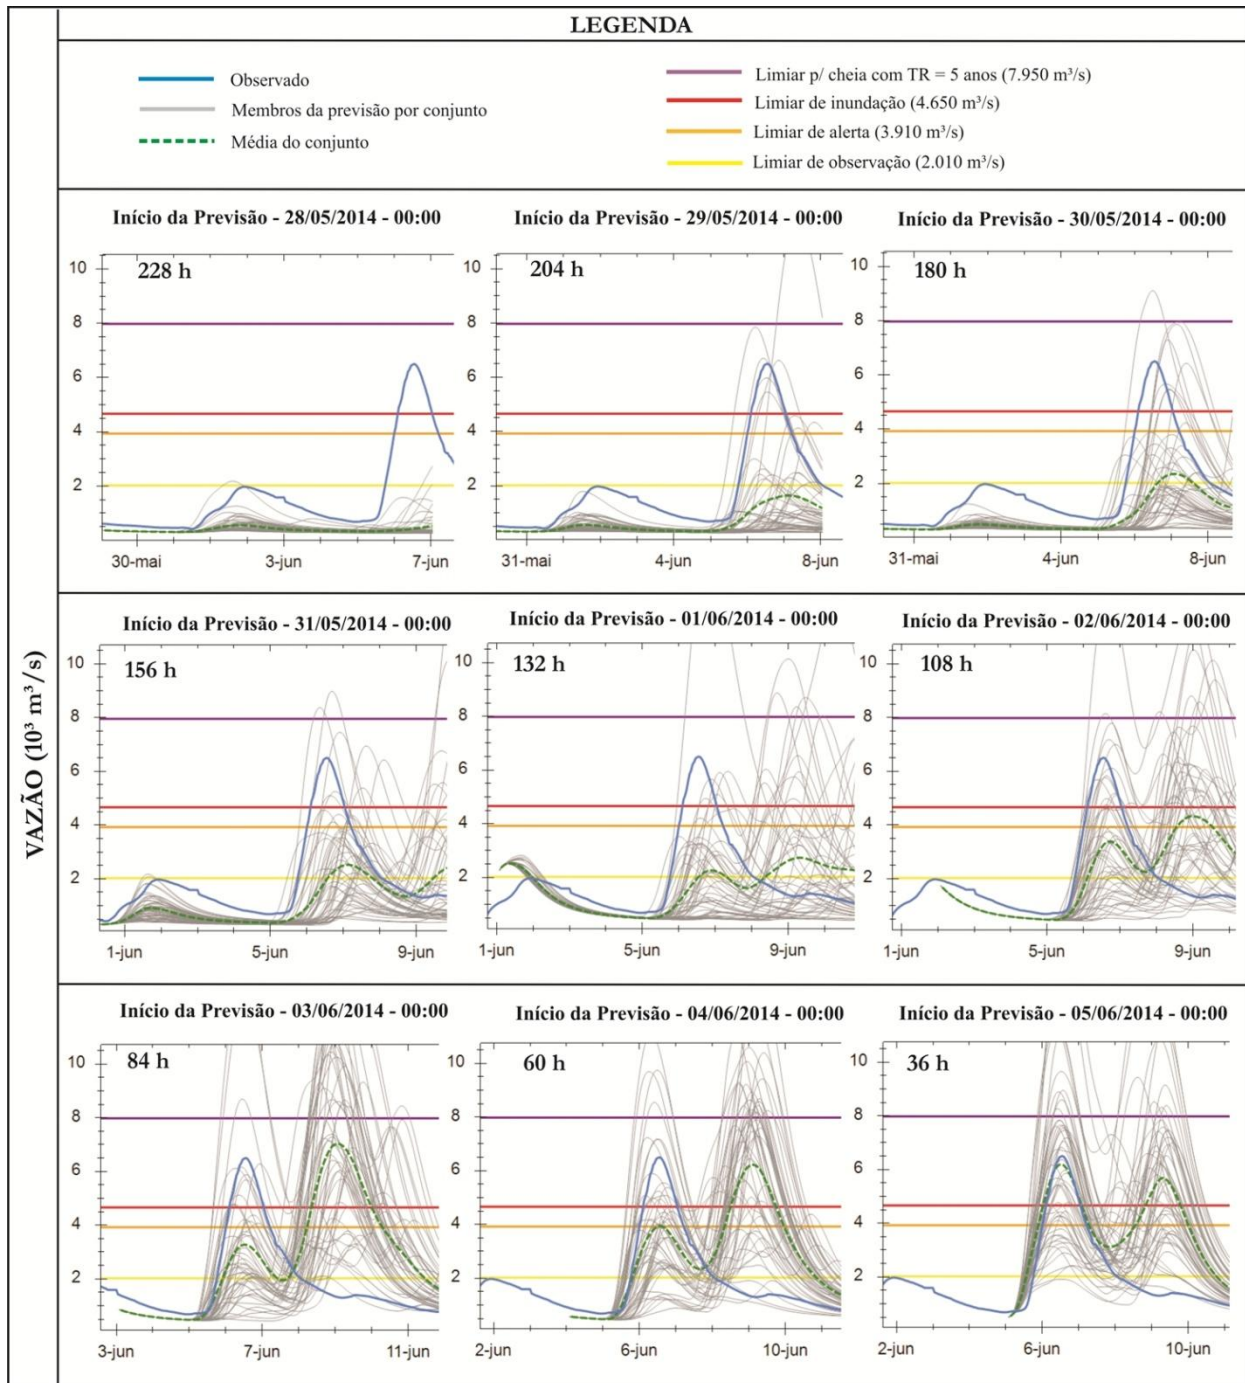 LEGENDA
Observado
Membros da previsão por conjunto
Média do conjunto
Limiar p/ cheia com TR = 5 anos (7.950 m³/s)
Limiar de inundação (4.650 m³/s)
Limiar de alerta (3.910 m³/s)
Limiar de observação (2.010 m³/s)
VAZÃO (10³ m³/s)
Início da Previsão - 28/05/2014 - 00:00
228 h
10
8
6
4
2
30-mai 3-jun 7-jun
Início da Previsão - 29/05/2014 - 00:00
204 h
10
8
6
4
2
31-mai 4-jun 8-jun
Início da Previsão - 30/05/2014 - 00:00
180 h
10
8
6
4
2
31-mai 4-jun 8-jun
Início da Previsão - 31/05/2014 - 00:00
156 h
10
8
6
4
2
1-jun 5-jun 9-jun
Início da Previsão - 01/06/2014 - 00:00
132 h
10
8
6
4
2
1-jun 5-jun 9-jun
Início da Previsão - 02/06/2014 - 00:00
108 h
10
8
6
4
2
1-jun 5-jun 9-jun
Início da Previsão - 03/06/2014 - 00:00
84 h
10
8
6
4
2
3-jun 7-jun 11-jun
Início da Previsão - 04/06/2014 - 00:00
60 h
10
8
6
4
2
2-jun 6-jun 10-jun
Início da Previsão - 05/06/2014 - 00:00
36 h
10
8
6
4
2
2-jun 6-jun 10-jun